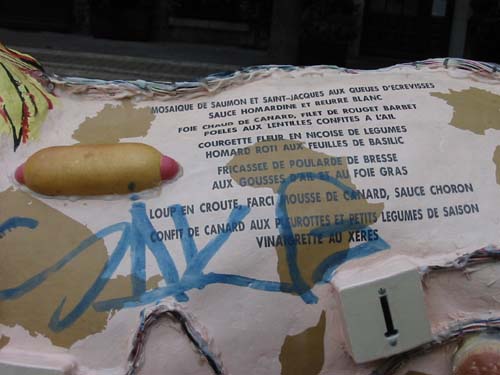 MOSAIQUE DE SAUMON ET SAINT-JACQUES AUX QUEUES D'ECREVISSES
SAUCE HOMARDINE ET BEURRE BLANC
FOIE CHAUD DE CANARD, FILET DE ROUGET BARBET
POELES AUX LENTILLES CONFITES A L'AIL
COURGETTE FLEUR EN NICOISE DE LEGUMES
HOMARD ROTI AUX FEUILLES DE BASILIC
FRICASSEE DE POULARDE DE BRESSE
AUX GOUSSES D'AIL ET AU FOIE GRAS
LOUP EN CROUTE, FARCI MOUSSE DE CANARD, SAUCE CHORON
CONFIT DE CANARD AUX PLEUROTTES ET PETITS LEGUMES DE SAISON
VINAIGRETTE AU XERES
I